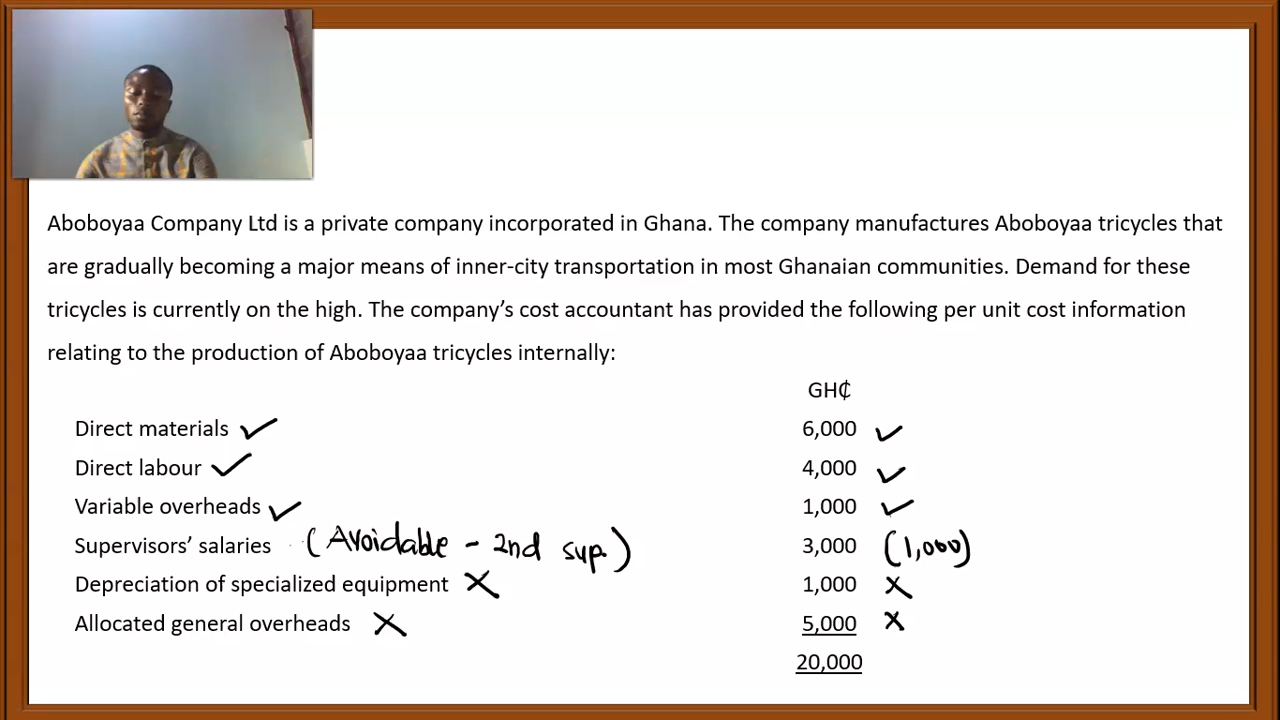 Aboboyaa Company Ltd is a private company incorporated in Ghana. The company manufactures Aboboyaa tricycles that
are gradually becoming a major means of inner-city transportation in most Ghanaian communities. Demand for these
tricycles is currently on the high. The company’s cost accountant has provided the following per unit cost information
relating to the production of Aboboyaa tricycles internally:
GH₵
Direct materials ✓ 6,000 ✓
Direct labour ✓ 4,000 ✓
Variable overheads ✓ 1,000 ✓
Supervisors’ salaries (Avoidable - 2nd sup.) 3,000 (1,000)
Depreciation of specialized equipment X 1,000 x
Allocated general overheads X 5,000 x
20,000